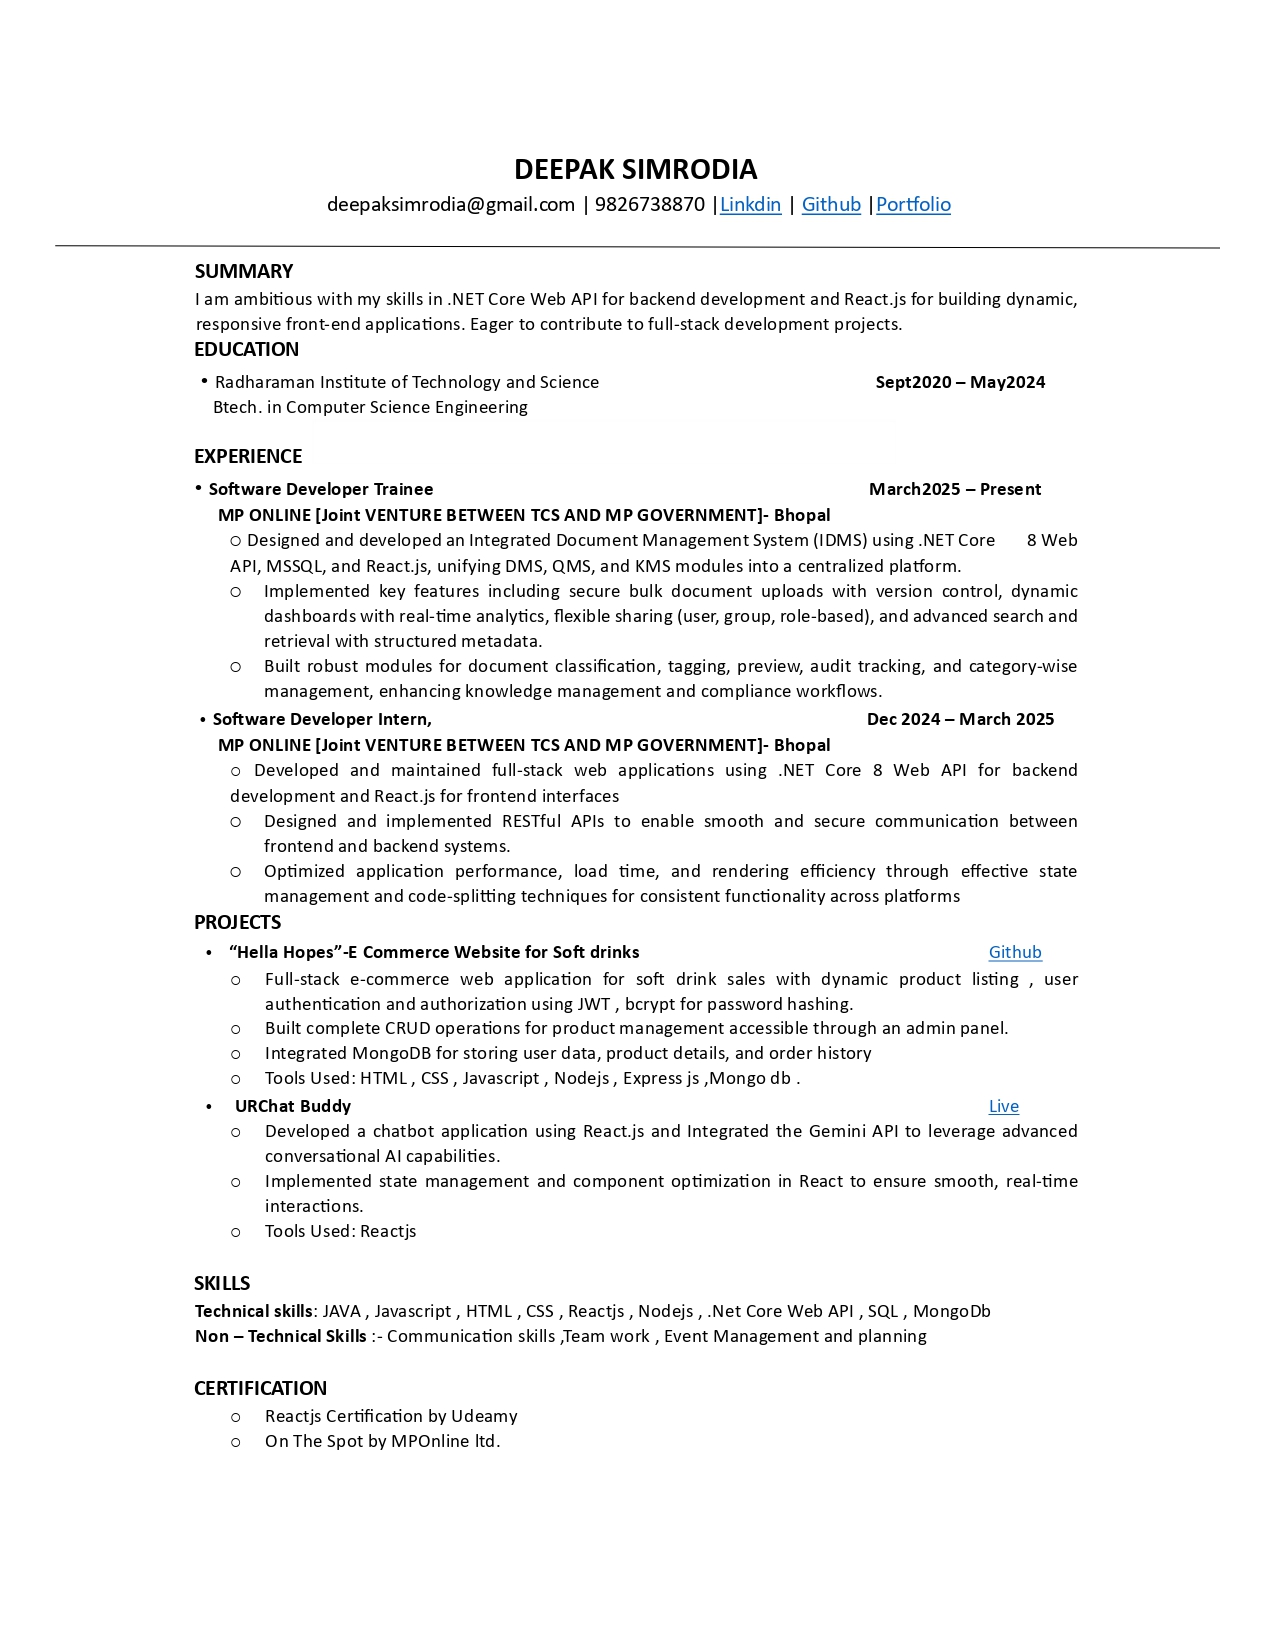 DEEPAK SIMRODIA
deepaksimrodia@gmail.com | 9826738870 |Linkdin | Github |Portfolio
SUMMARY
I am ambitious with my skills in .NET Core Web API for backend development and React.js for building dynamic,
responsive front-end applications. Eager to contribute to full-stack development projects.
EDUCATION
• Radharaman Institute of Technology and Science Sept2020 – May2024
Btech. in Computer Science Engineering
EXPERIENCE
• Software Developer Trainee March2025 – Present
MP ONLINE [Joint VENTURE BETWEEN TCS AND MP GOVERNMENT]- Bhopal
○ Designed and developed an Integrated Document Management System (IDMS) using .NET Core 8 Web
API, MSSQL, and React.js, unifying DMS, QMS, and KMS modules into a centralized platform.
○ Implemented key features including secure bulk document uploads with version control, dynamic
dashboards with real-time analytics, flexible sharing (user, group, role-based), and advanced search and
retrieval with structured metadata.
○ Built robust modules for document classification, tagging, preview, audit tracking, and category-wise
management, enhancing knowledge management and compliance workflows.
• Software Developer Intern, Dec 2024 – March 2025
MP ONLINE [Joint VENTURE BETWEEN TCS AND MP GOVERNMENT]- Bhopal
○ Developed and maintained full-stack web applications using .NET Core 8 Web API for backend
development and React.js for frontend interfaces
○ Designed and implemented RESTful APIs to enable smooth and secure communication between
frontend and backend systems.
○ Optimized application performance, load time, and rendering efficiency through effective state
management and code-splitting techniques for consistent functionality across platforms
PROJECTS
• “Hella Hopes”-E Commerce Website for Soft drinks Github
○ Full-stack e-commerce web application for soft drink sales with dynamic product listing , user
authentication and authorization using JWT , bcrypt for password hashing.
○ Built complete CRUD operations for product management accessible through an admin panel.
○ Integrated MongoDB for storing user data, product details, and order history
○ Tools Used: HTML , CSS , Javascript , Nodejs , Express js ,Mongo db .
• URChat Buddy Live
○ Developed a chatbot application using React.js and Integrated the Gemini API to leverage advanced
conversational AI capabilities.
○ Implemented state management and component optimization in React to ensure smooth, real-time
interactions.
○ Tools Used: Reactjs
SKILLS
Technical skills: JAVA , Javascript , HTML , CSS , Reactjs , Nodejs , .Net Core Web API , SQL , MongoDb
Non – Technical Skills :- Communication skills ,Team work , Event Management and planning
CERTIFICATION
○ Reactjs Certification by Udeamy
○ On The Spot by MPOnline ltd.